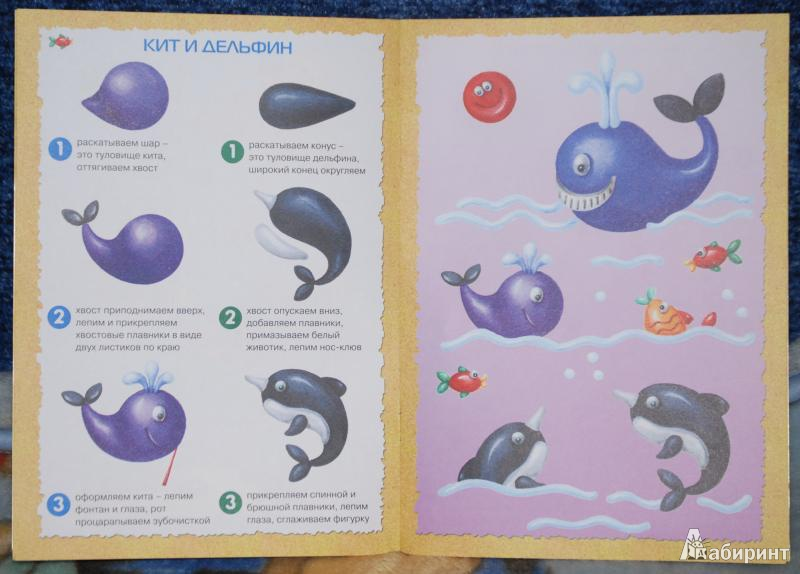 КИТ И ДЕЛЬФИН
1
раскатываем шар –
это туловище кита,
оттягиваем хвост
1
раскатываем конус –
это туловище дельфина,
широкий конец округляем
2
хвост приподнимаем вверх,
лепим и прикрепляем
хвостовые плавники в виде
двух листиков по краю
2
хвост опускаем вниз,
добавляем плавники,
примазываем белый
животик, лепим нос-клюв
3
оформляем кита – лепим
фонтан и глаза, рот
процарапываем зубочисткой
3
прикрепляем спинной и
брюшной плавники, лепим
глаза, сглаживаем фигурку
Лабиринт